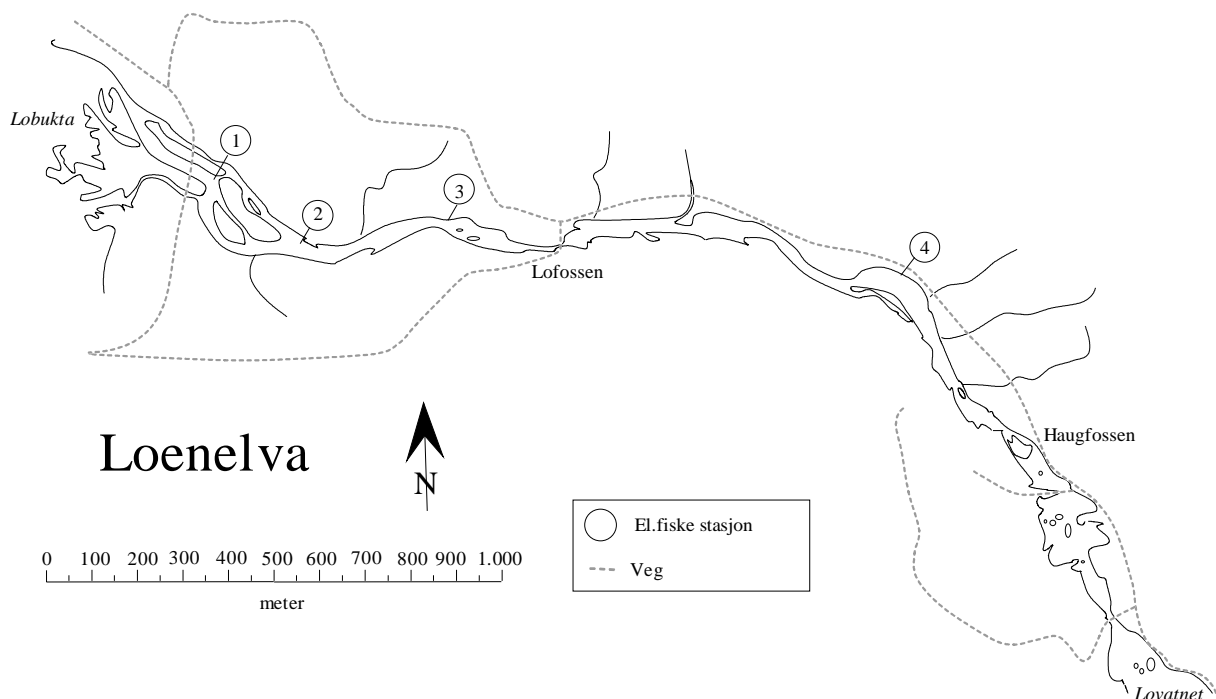 Lobukta
1
2
3
Lofossen
4
Haugfossen
Loenelva
N
El.fiske stasjon
Veg
0 100 200 300 400 500 600 700 800 900 1.000
meter
Lovatnet